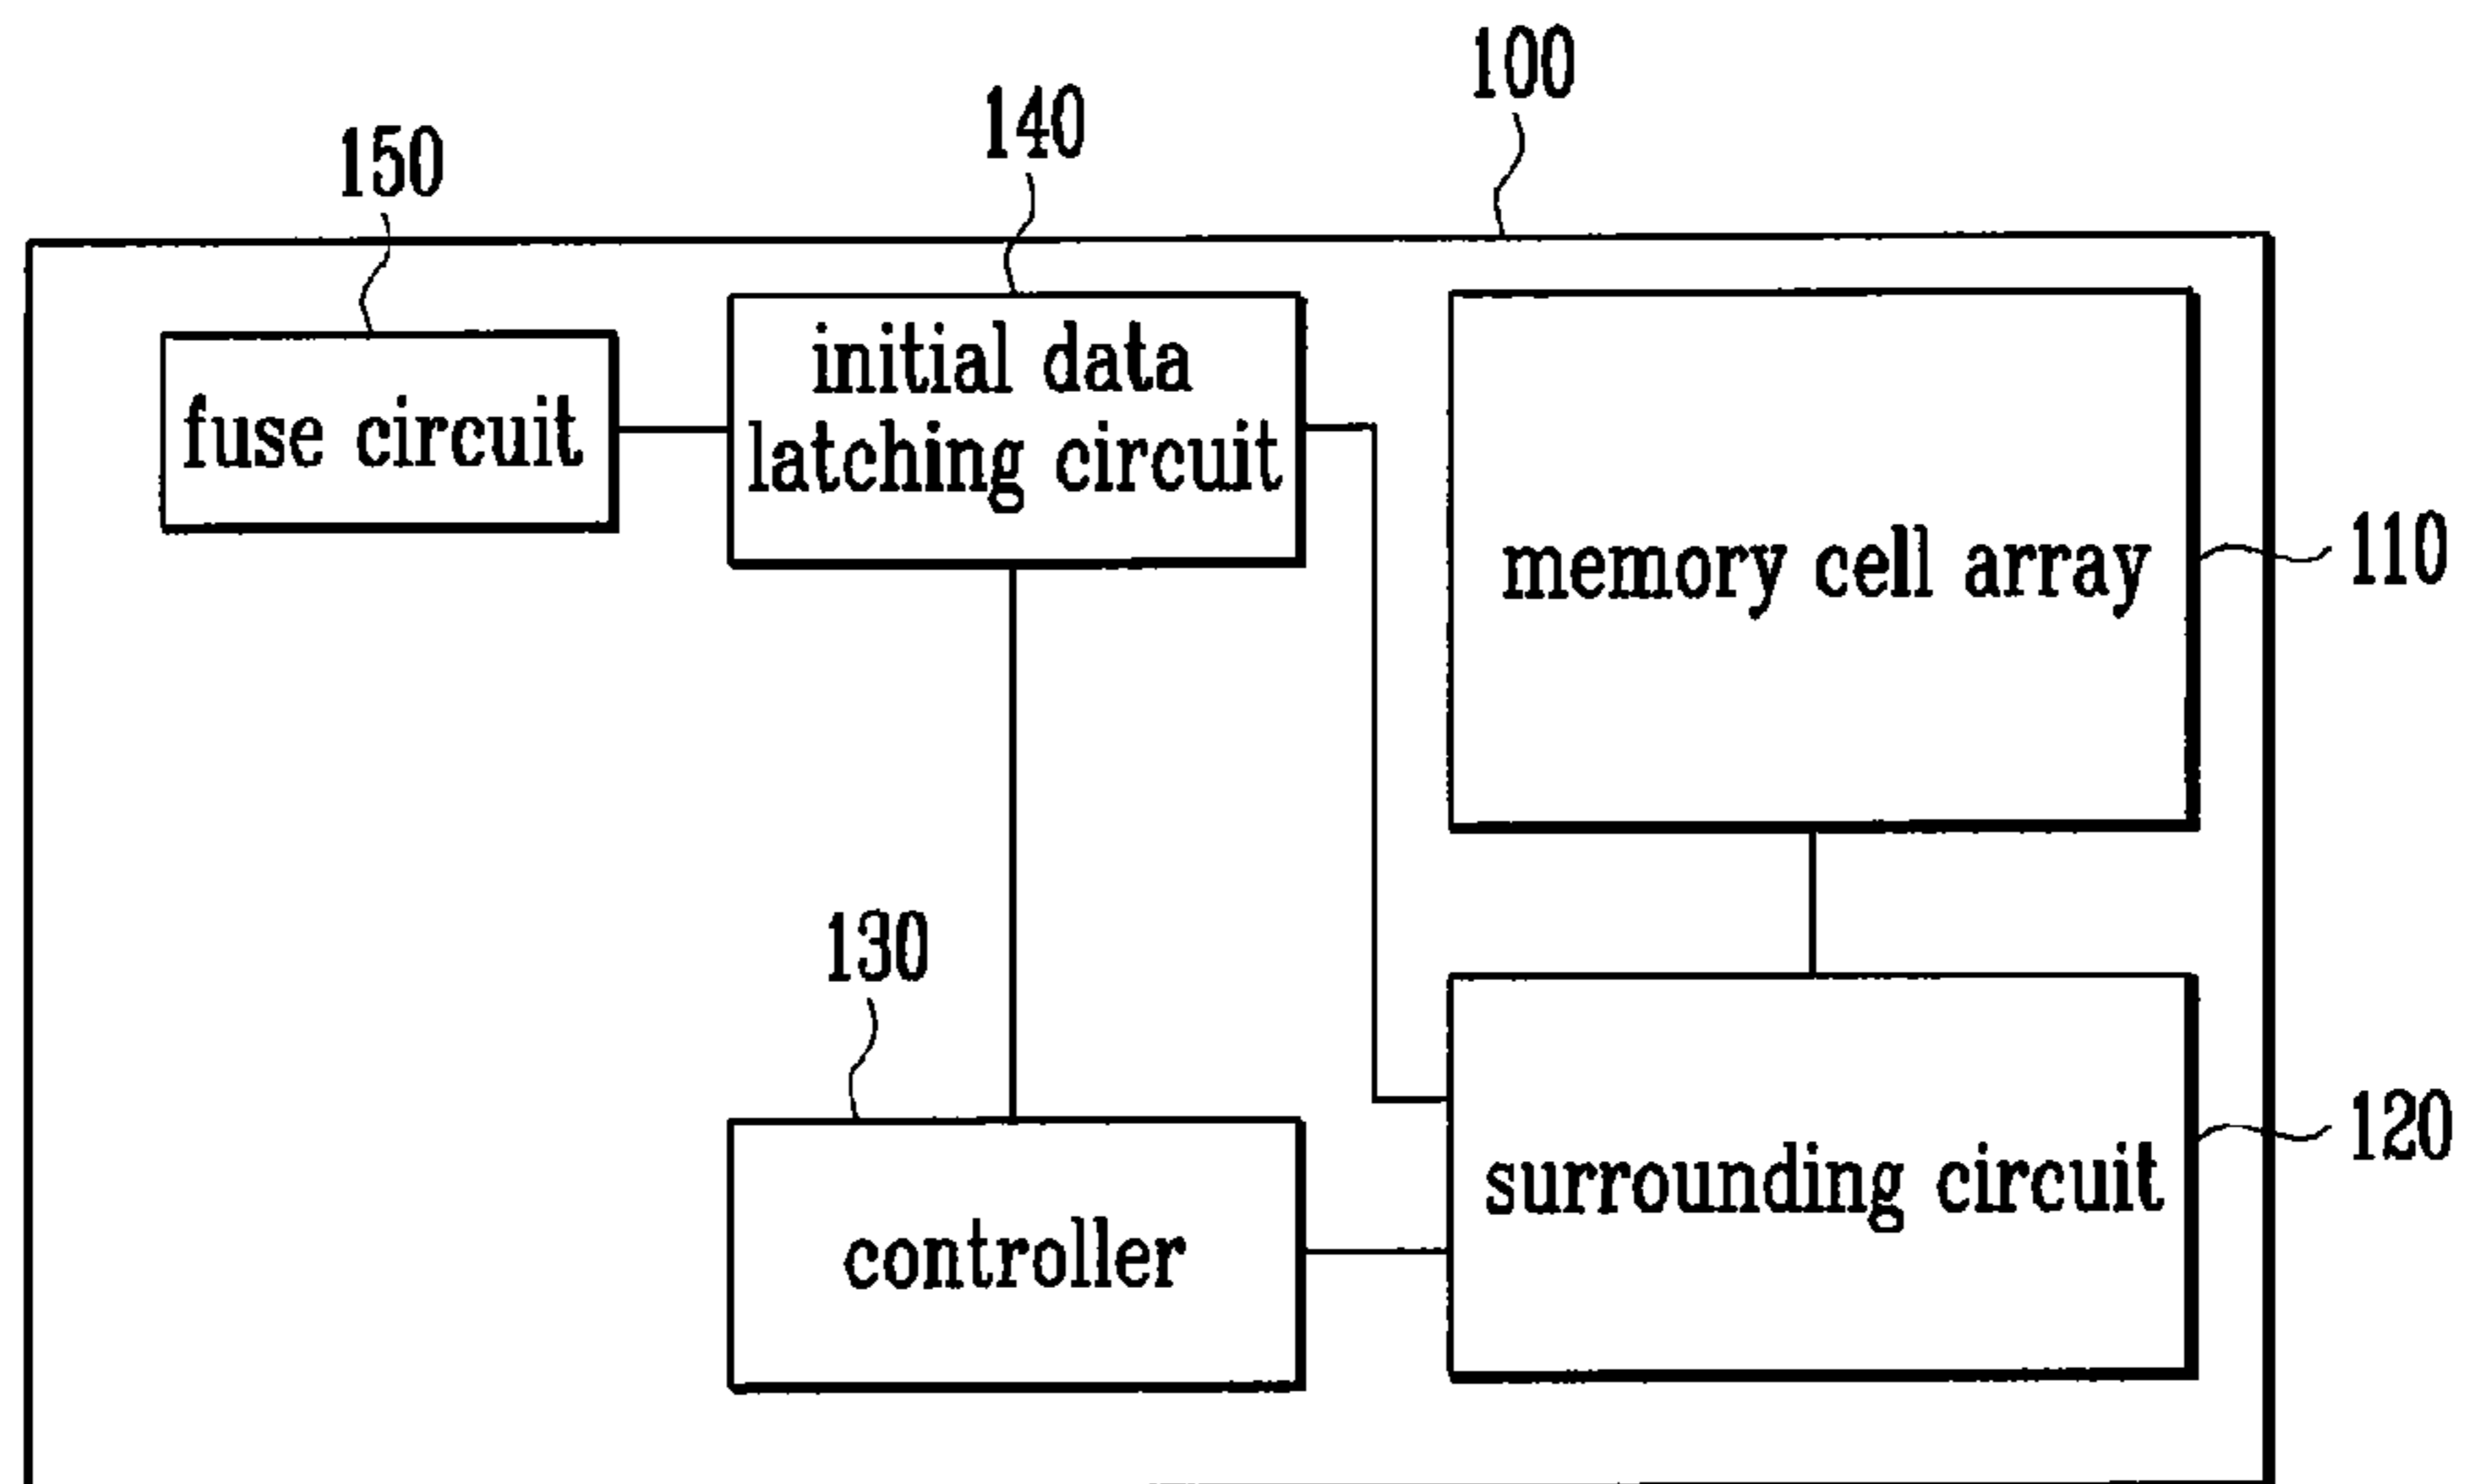 100
140
150
initial data
latching circuit
fuse circuit
memory cell array
110
130
120
surrounding circuit
controller